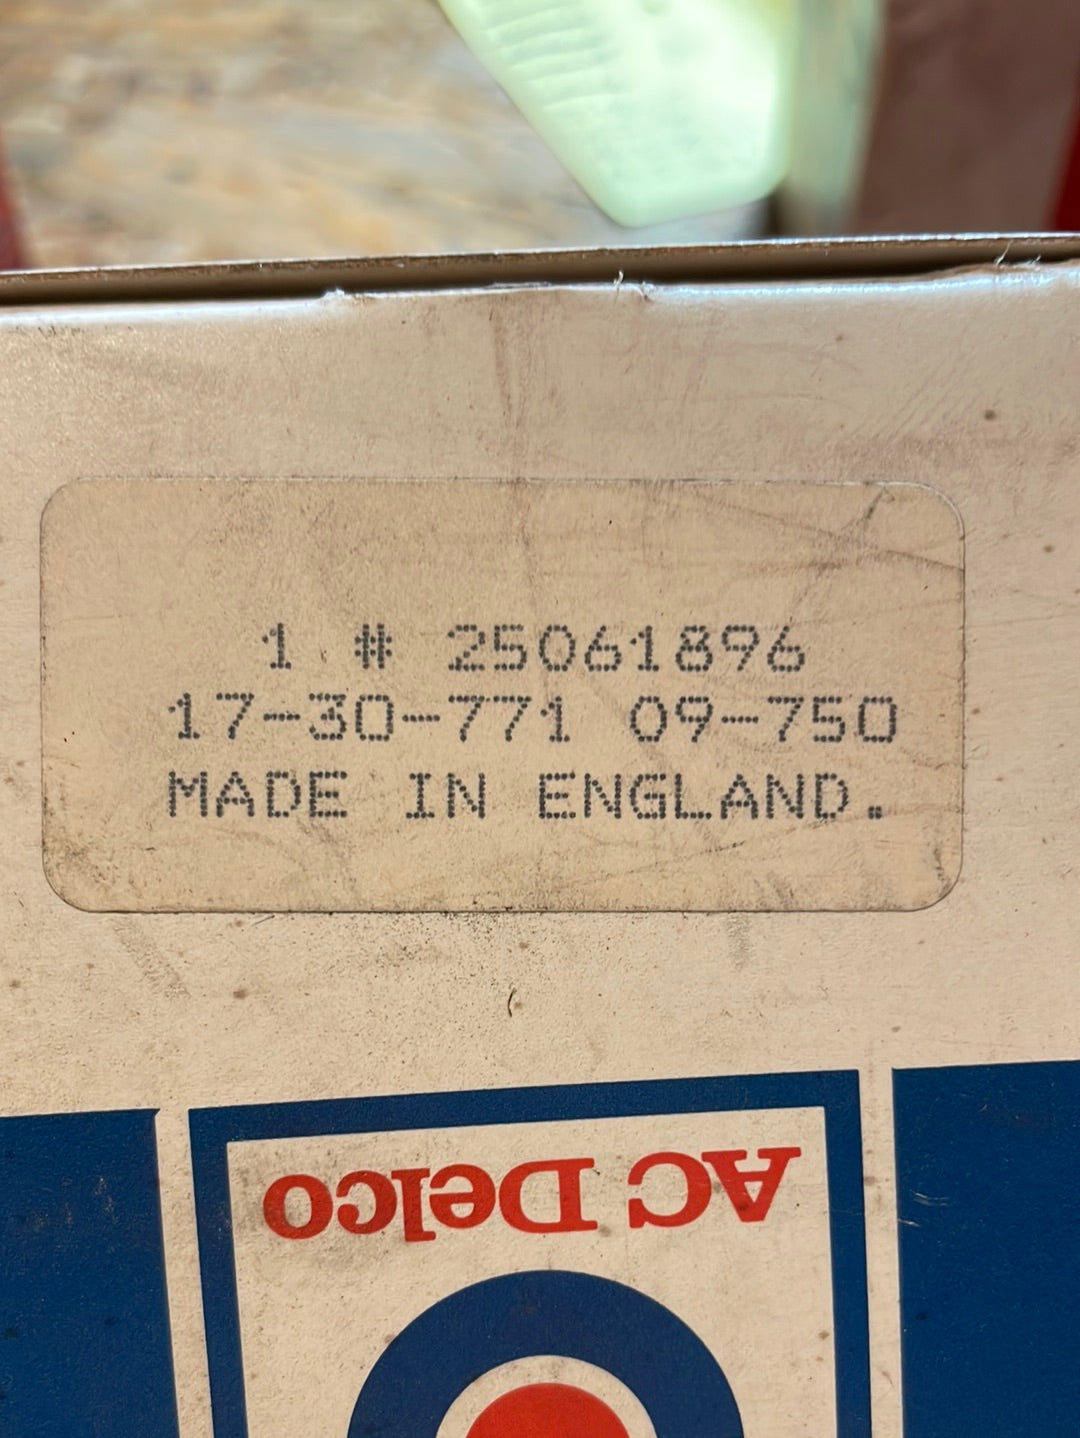 1 # 25061896
17-30-771 09-750
MADE IN ENGLAND.
AC Delco